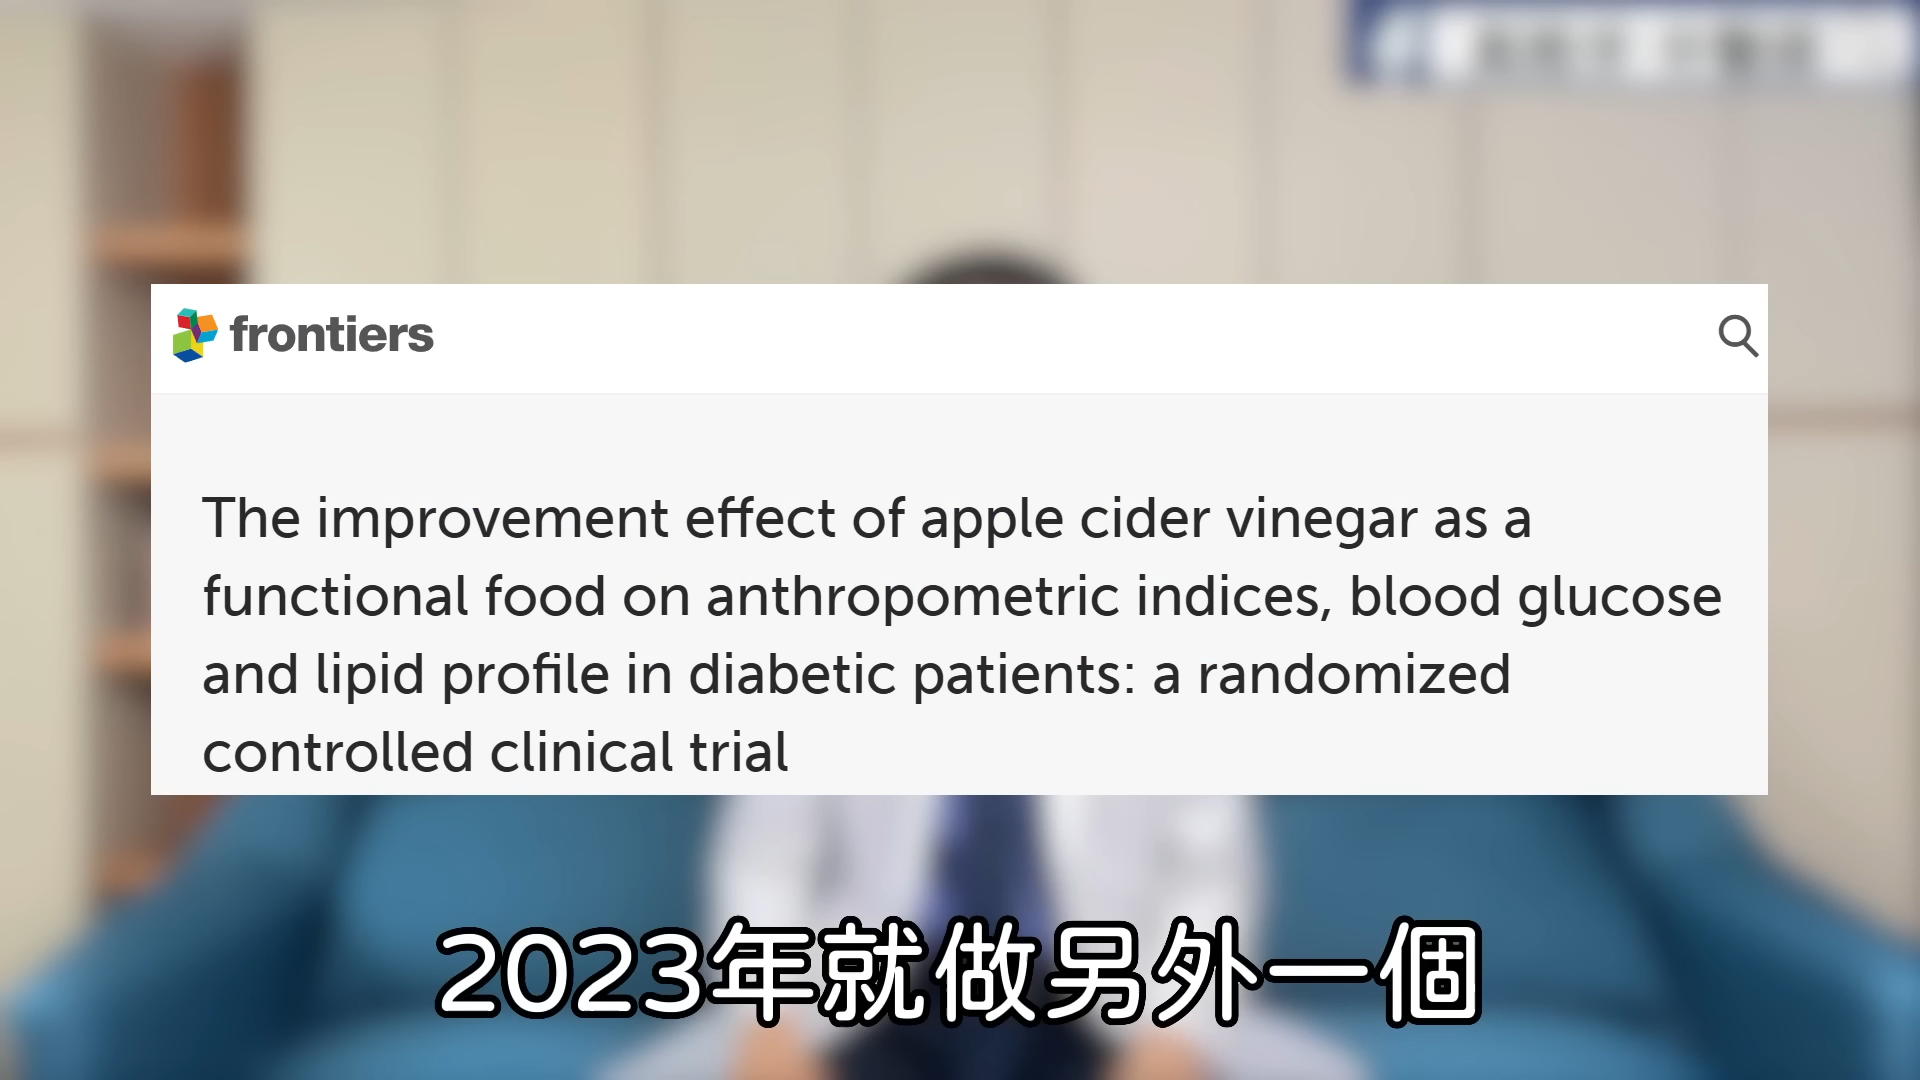 frontiers
The improvement effect of apple cider vinegar as a
functional food on anthropometric indices, blood glucose
and lipid profile in diabetic patients: a randomized
controlled clinical trial
2023年就做另外一個